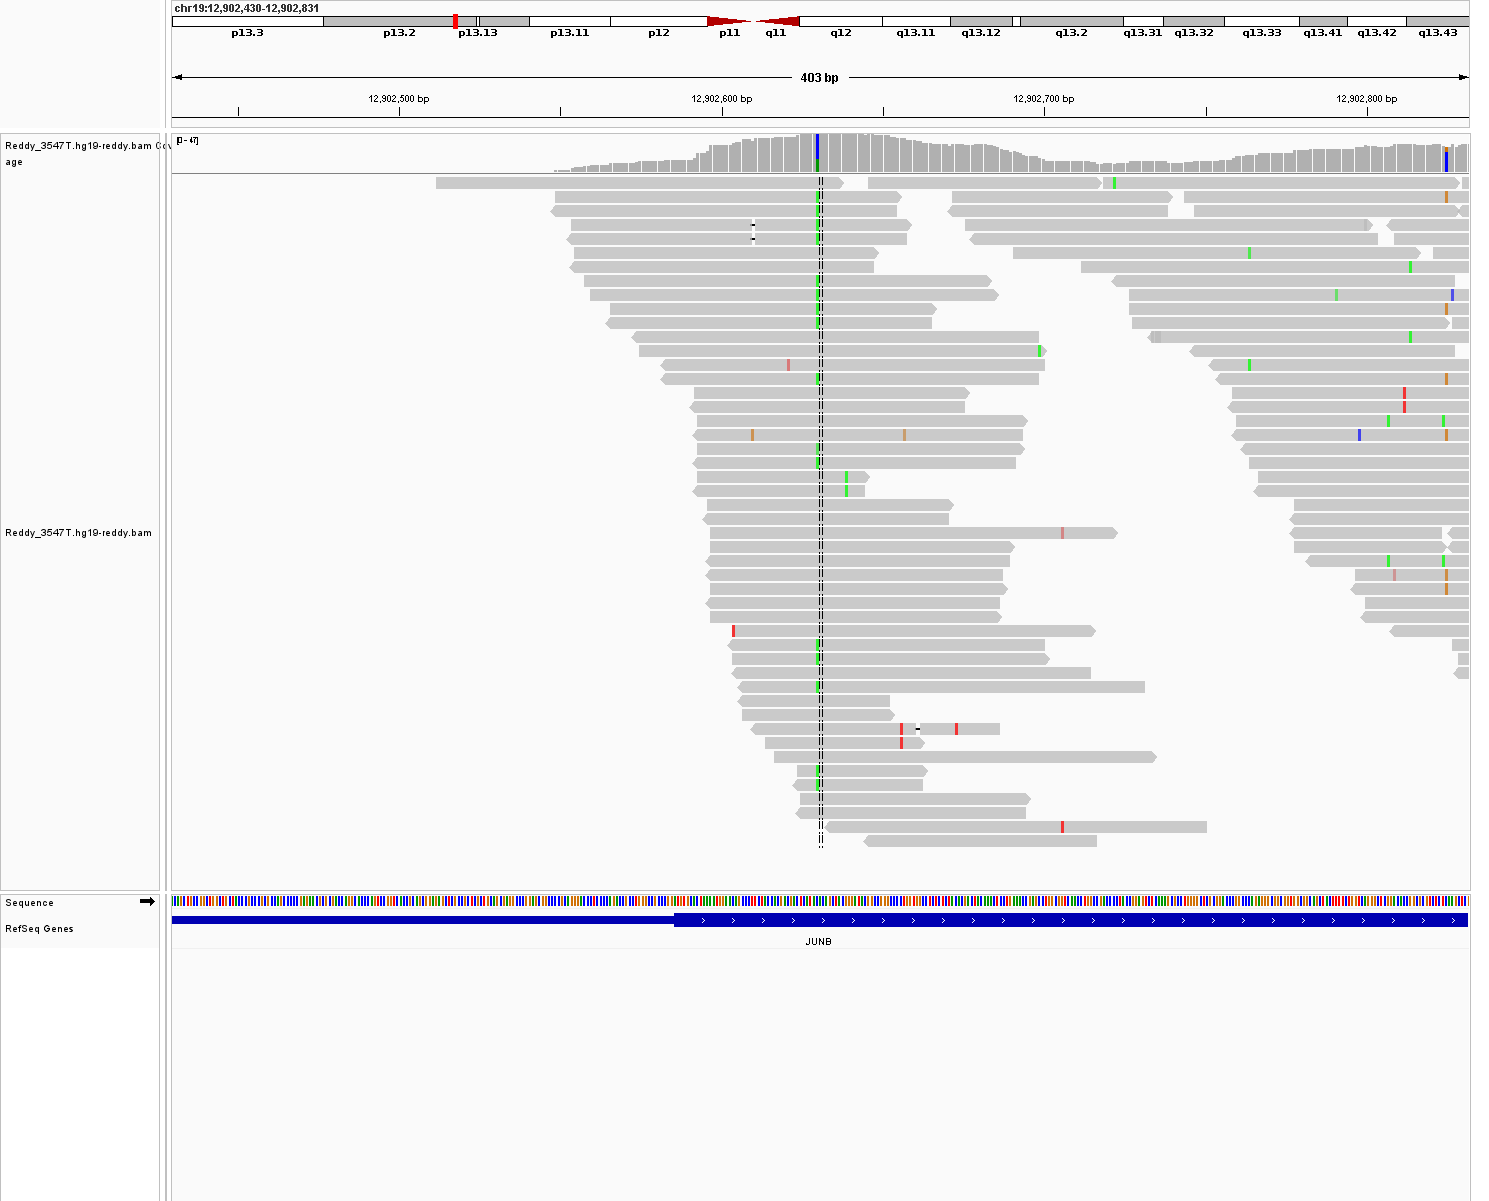 chr19:12,902,430-12,902,831
p13.3 p13.2 p13.13 p13.11 p12 p11 q11 q12 q13.11 q13.12 q13.2 q13.31 q13.32 q13.33 q13.41 q13.42 q13.43
403 bp
12,902,500 bp 12,902,600 bp 12,902,700 bp 12,902,800 bp
[0 - 47]
Reddy_3547T.hg19-reddy.bam Cov
age
Reddy_3547T.hg19-reddy.bam
Sequence
RefSeq Genes
JUNB